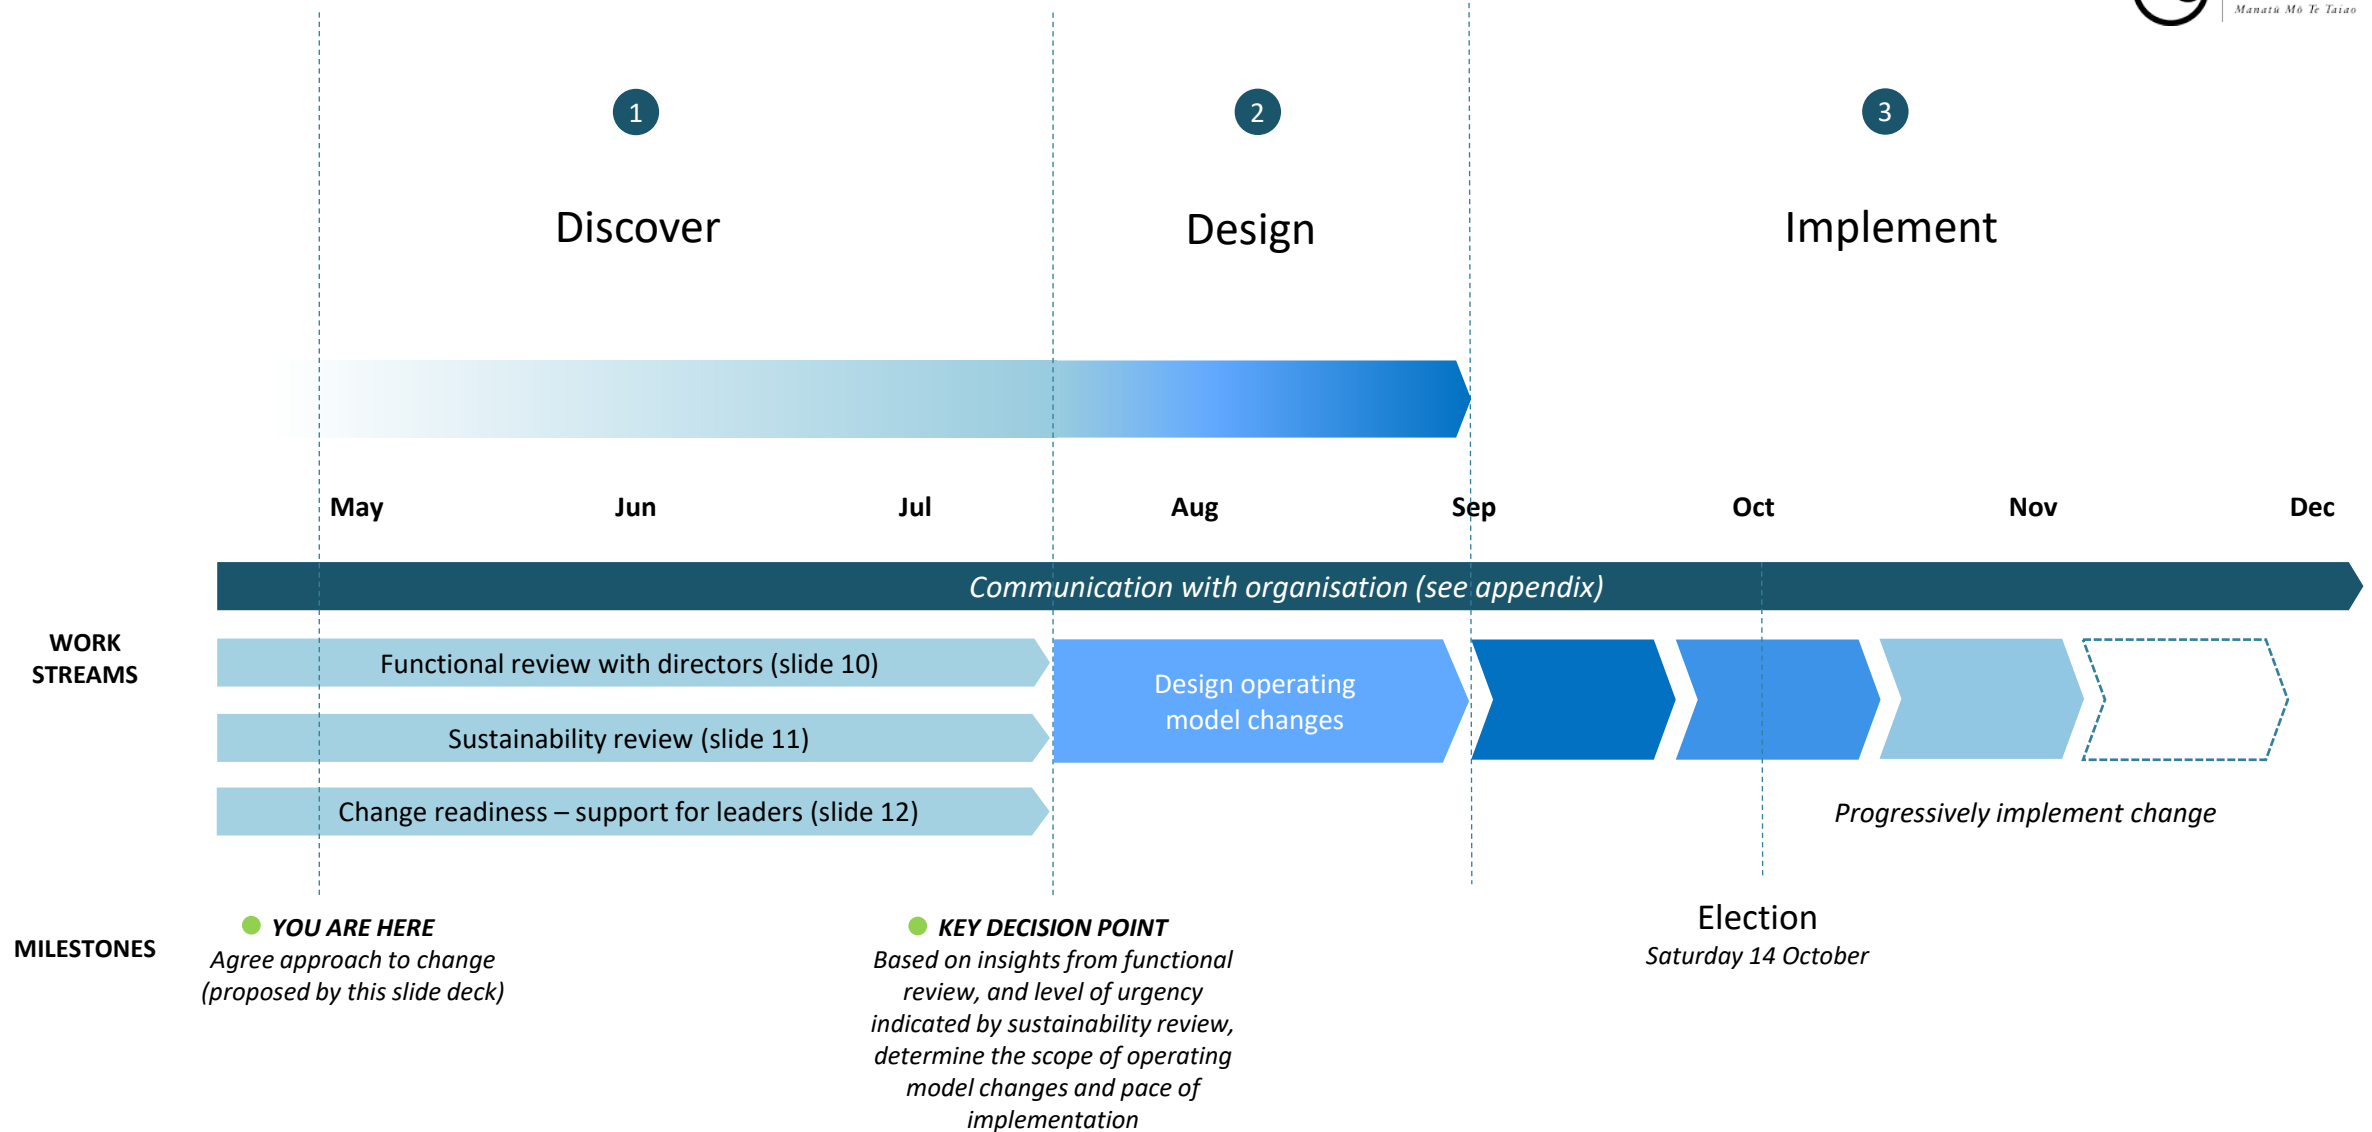 Manatū Mō Te Taiao
1
2
3
Discover
Design
Implement
May
Jun
Jul
Aug
Sep
Oct
Nov
Dec
Communication with organisation (see appendix)
WORK
STREAMS
Functional review with directors (slide 10)
Sustainability review (slide 11)
Change readiness – support for leaders (slide 12)
Design operating
model changes
Progressively implement change
MILESTONES
YOU ARE HERE
Agree approach to change
(proposed by this slide deck)
KEY DECISION POINT
Based on insights from functional
review, and level of urgency
indicated by sustainability review,
determine the scope of operating
model changes and pace of
implementation
Election
Saturday 14 October